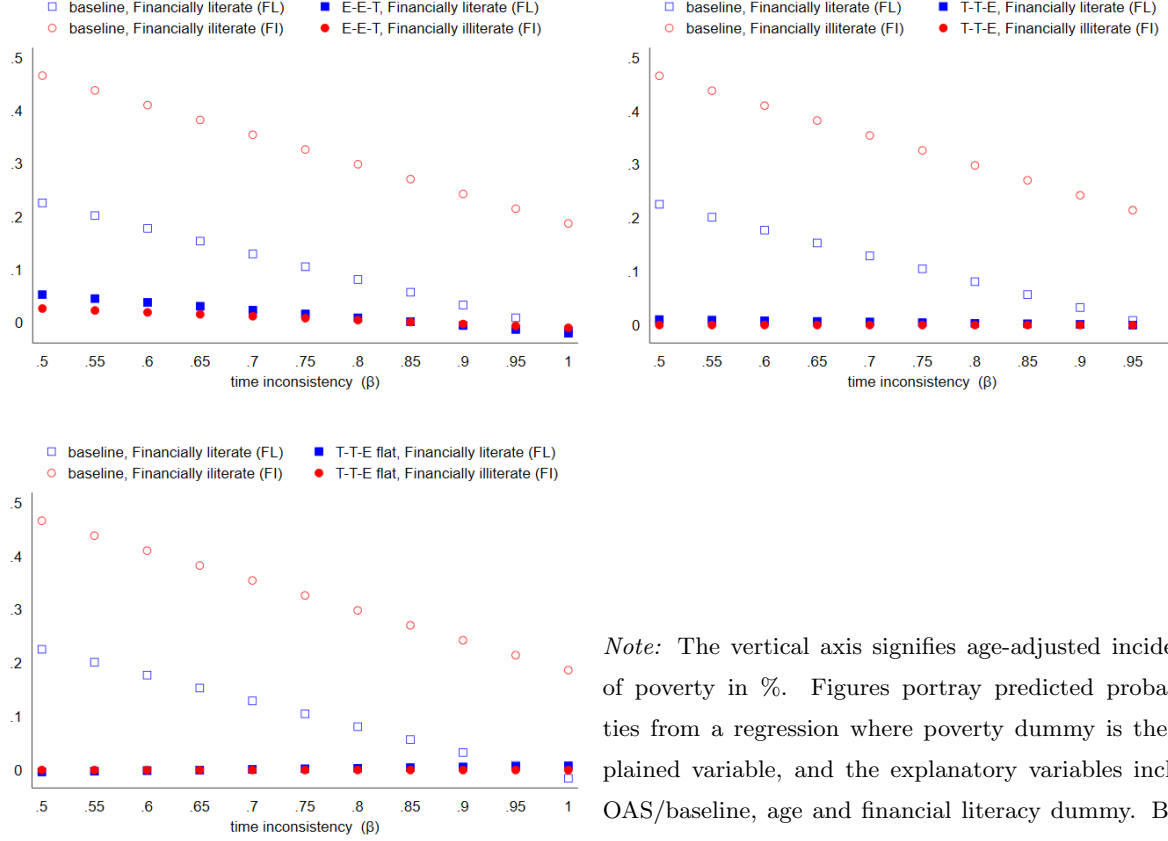 baseline, Financially literate (FL) E-E-T, Financially literate (FL)
baseline, Financially inliterate (FI) E-E-T, Financially illiterate (FI)
.5
.4
.3
.2
.1
0
.5 .55 .6 .65 .7 .75 .8 .85 .9 .95 1
time inconsistency (β)
baseline, Financially literate (FL) T-T-E, Financially literate (FL)
baseline, Financially illiterate (FI) T-T-E, Financially illiterate (FI)
.5
.4
.3
.2
.1
0
.5 .55 .6 .65 .7 .75 .8 .85 .9 .95
time inconsistency (β)
baseline, Financially literate (FL) T-T-E flat, Financially literate (FL)
baseline, Financially illiterate (FI) T-T-E flat, Financially illiterate (FI)
.5
.4
.3
.2
.1
0
.5 .55 .6 .65 .7 .75 .8 .85 .9 .95 1
time inconsistency (β)
Note: The vertical axis signifies age-adjusted incide
of poverty in %. Figures portray predicted proba
ties from a regression where poverty dummy is the
plained variable, and the explanatory variables incl
OAS/baseline, age and financial literacy dummy. B